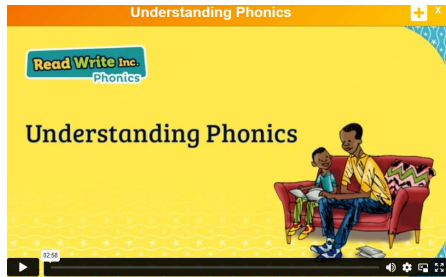 Understanding Phonics
x
Read Write Inc.
Phonics
Understanding Phonics
02:58